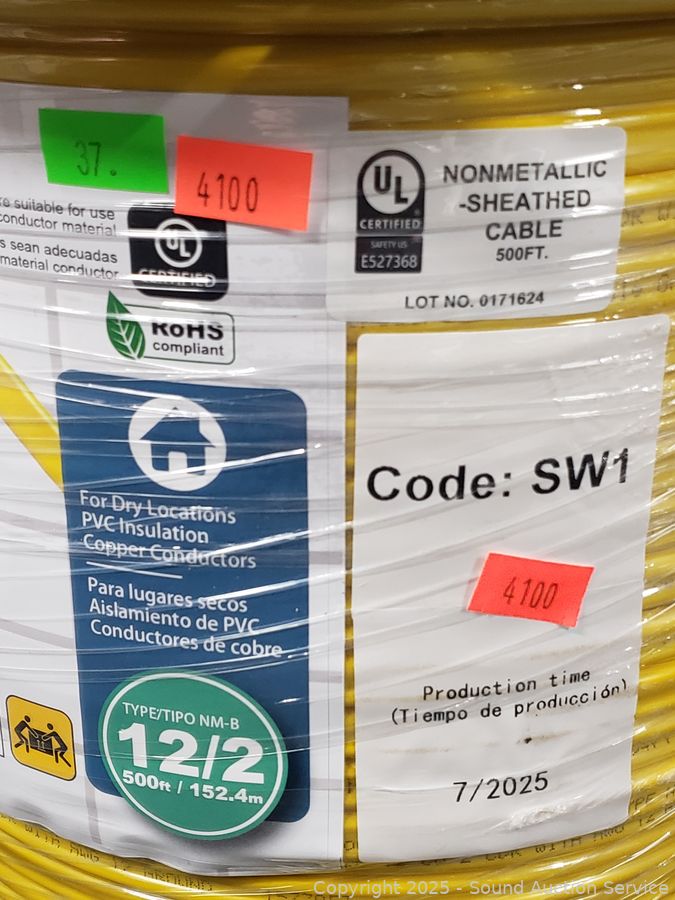 37.
4100
re suitable for use
conductor material
s sean adecuadas
material conductor
UL
CERTIFIED
RoHS
compliant
For Dry Locations
PVC Insulation
Copper Conductors
Para lugares secos
Aislamiento de PVC
Conductores de cobre
TYPE/TIPO NM-B
12/2
500ft / 152.4m
UL
CERTIFIED
SAFETY US
E527368
NONMETALLIC
-SHEATHED
CABLE
500FT.
LOT NO. 0171624
Code: SW1
4100
Production time
(Tiempo de producción)
7/2025
Copyright 2025 - Sound Auction Service